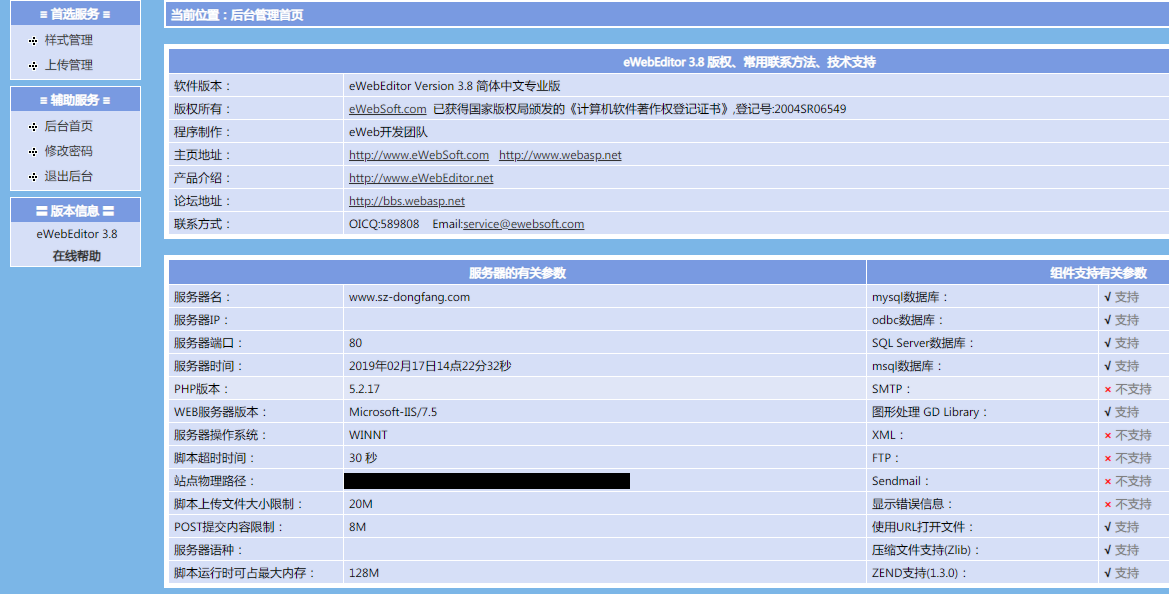 ≡ 首选服务 ≡
样式管理
上传管理
≡ 辅助服务 ≡
后台首页
修改密码
退出后台
〓 版本信息 〓
eWebEditor 3.8
在线帮助
当前位置：后台管理首页
eWebEditor 3.8 版权、常用联系方法、技术支持
软件版本： eWebEditor Version 3.8 简体中文专业版
版权所有： eWebSoft.com 已获得国家版权局颁发的《计算机软件著作权登记证书》,登记号:2004SR06549
程序制作： eWeb开发团队
主页地址： http://www.eWebSoft.com http://www.webasp.net
产品介绍： http://www.eWebEditor.net
论坛地址： http://bbs.webasp.net
联系方式： OICQ:589808 Email:service@ewebsoft.com
服务器的有关参数 组件支持有关参数
服务器名： www.sz-dongfang.com mysql数据库： √ 支持
服务器IP： odbc数据库： √ 支持
服务器端口： 80 SQL Server数据库： √ 支持
服务器时间： 2019年02月17日14点22分32秒 msql数据库： √ 支持
PHP版本： 5.2.17 SMTP： × 不支持
WEB服务器版本： Microsoft-IIS/7.5 图形处理 GD Library： √ 支持
服务器操作系统： WINNT XML： × 不支持
脚本超时时间： 30 秒 FTP： × 不支持
站点物理路径： Sendmail： × 不支持
脚本上传文件大小限制： 20M 显示错误信息： × 不支持
POST提交内容限制： 8M 使用URL打开文件： √ 支持
服务器语种： 压缩文件支持(Zlib)： √ 支持
脚本运行时可占最大内存： 128M ZEND支持(1.3.0)： √ 支持